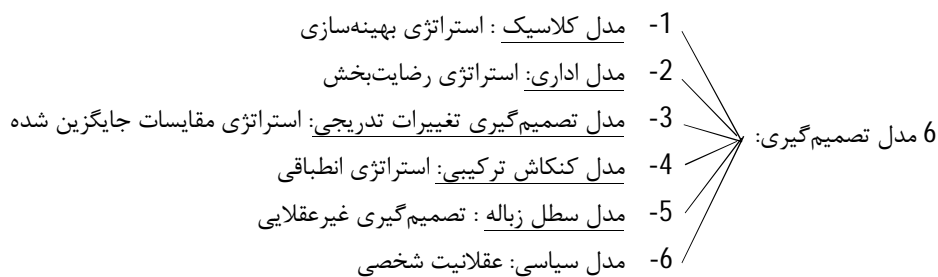 6 مدل تصمیم‌گیری:
1- مدل کلاسیک : استراتژی بهینه‌سازی
2- مدل اداری: استراتژی رضایت‌بخش
3- مدل تصمیم‌گیری تغییرات تدریجی: استراتژی مقایسات جایگزین شده
4- مدل کنکاش ترکیبی: استراتژی انطباقی
5- مدل سطل زباله : تصمیم‌گیری غیرعقلایی
6- مدل سیاسی: عقلانیت شخصی